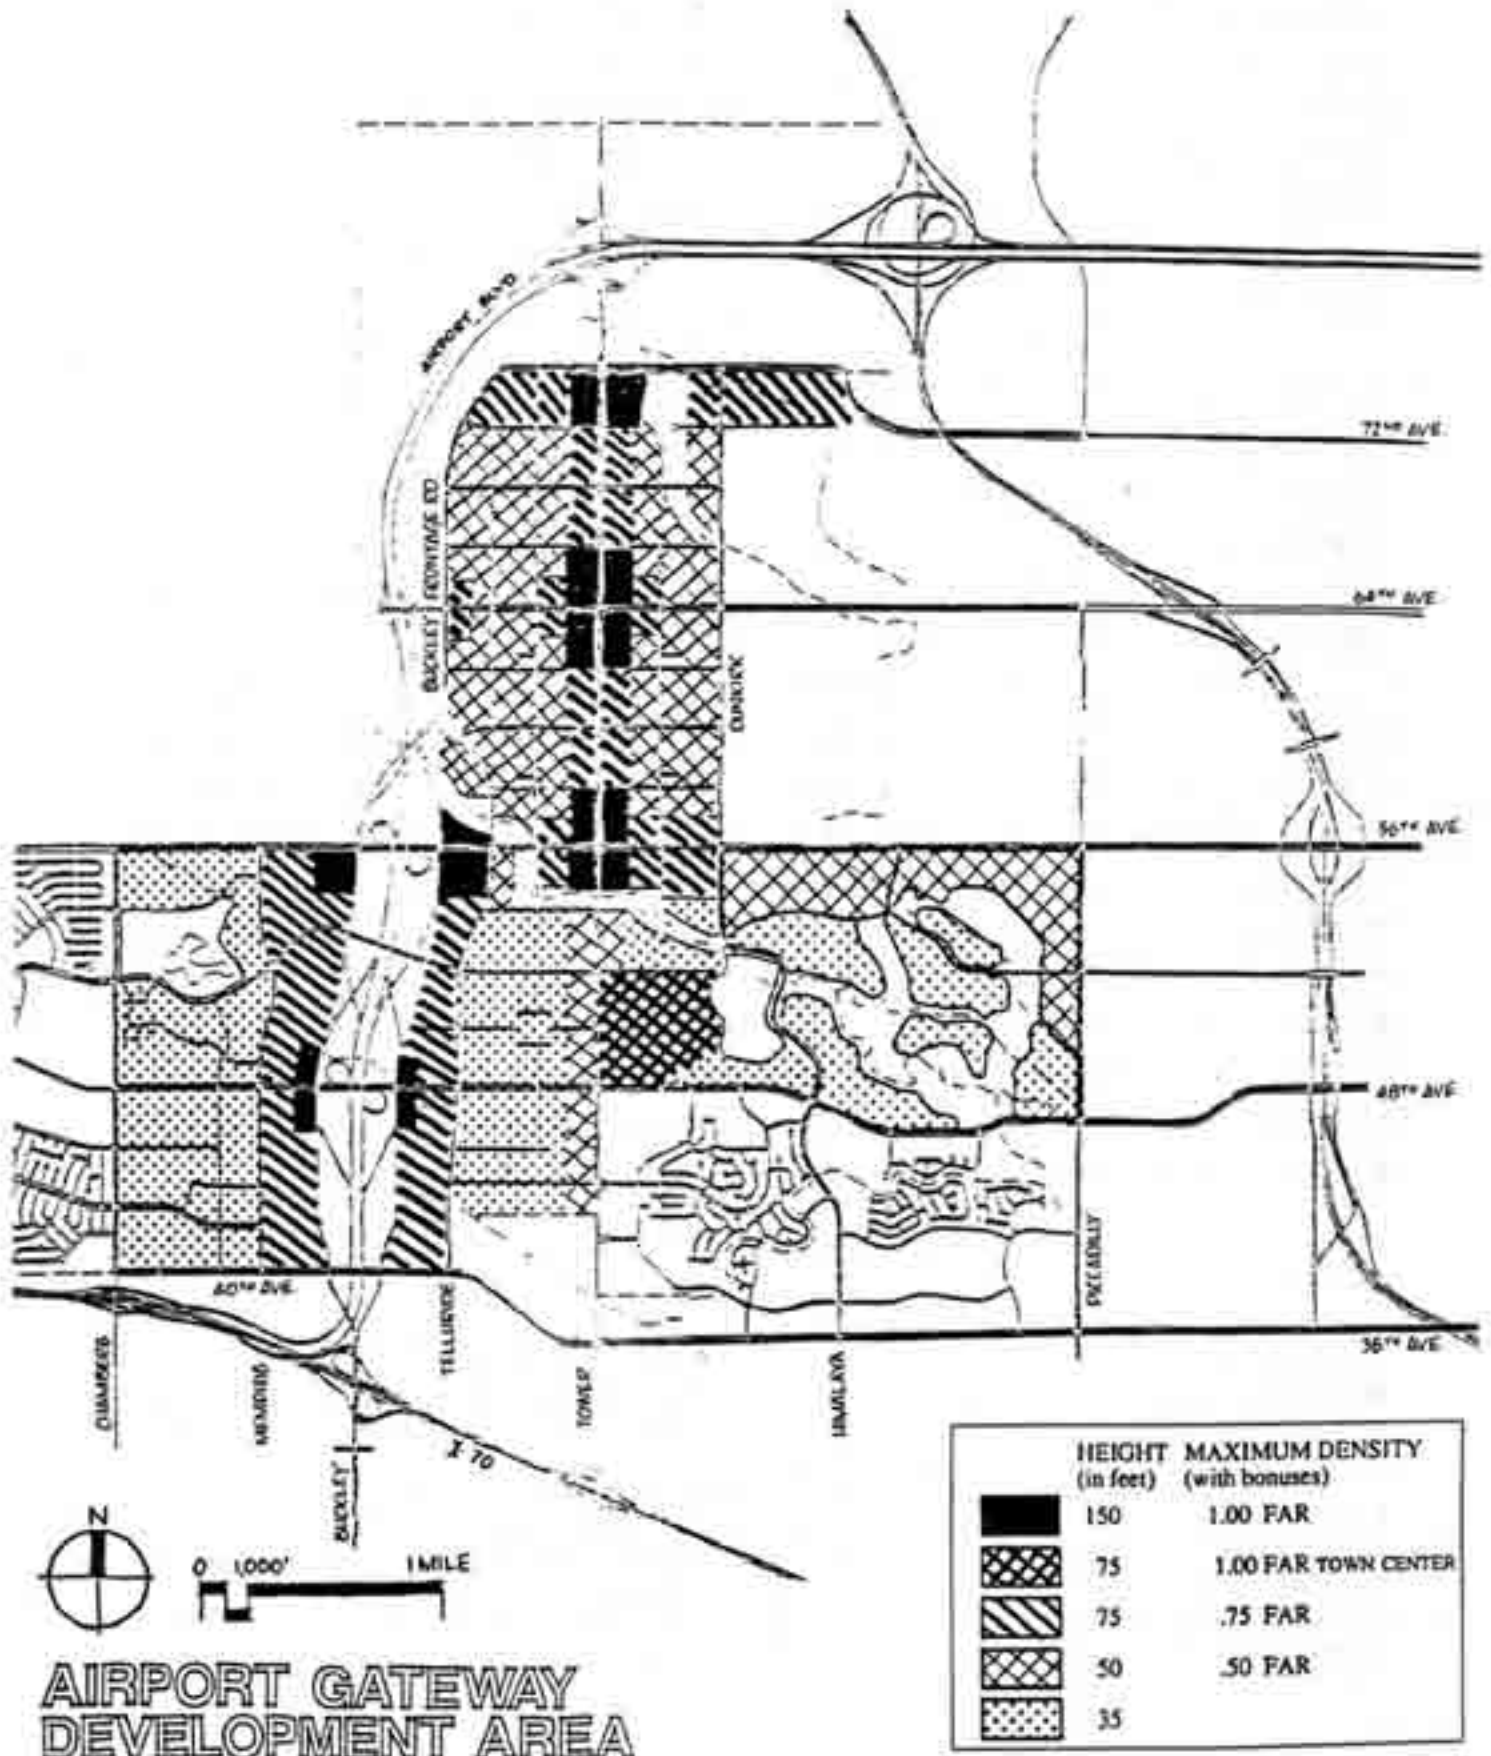 AIRPORT BLVD
72ND AVE.
BUCKLEY FRONTAGE RD
64TH AVE.
DUNKIRK
56TH AVE.
48TH AVE.
PICCADILLY
40TH AVE.
TELLURIDE
36TH AVE.
CHAMBERS
MEMPHIS
TOWER
HIMALAYA
I 70
BUCKLEY
HEIGHT MAXIMUM DENSITY
(in feet) (with bonuses)
150 1.00 FAR
75 1.00 FAR TOWN CENTER
75 .75 FAR
50 .50 FAR
35
N
0 1,000' 1 MILE
AIRPORT GATEWAY
DEVELOPMENT AREA